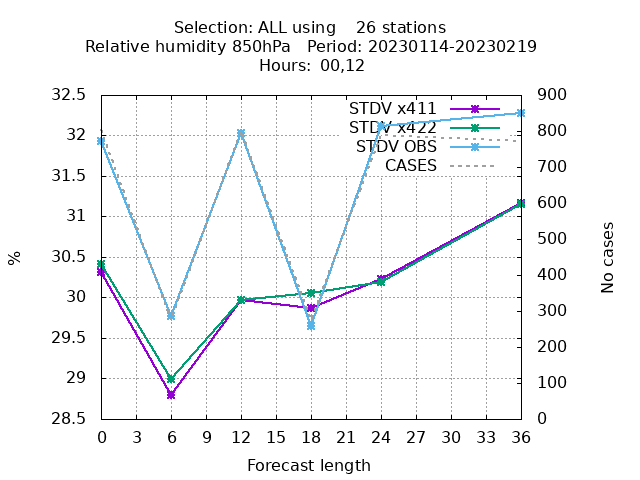 Selection: ALL using    26 stations
Relative humidity 850hPa   Period: 20230114-20230219
Hours:  00,12
STDV x411
STDV x422
STDV OBS
CASES
%
No cases
32.5
32
31.5
31
30.5
30
29.5
29
28.5
900
800
700
600
500
400
300
200
100
0
0 3 6 9 12 15 18 21 24 27 30 33 36
Forecast length